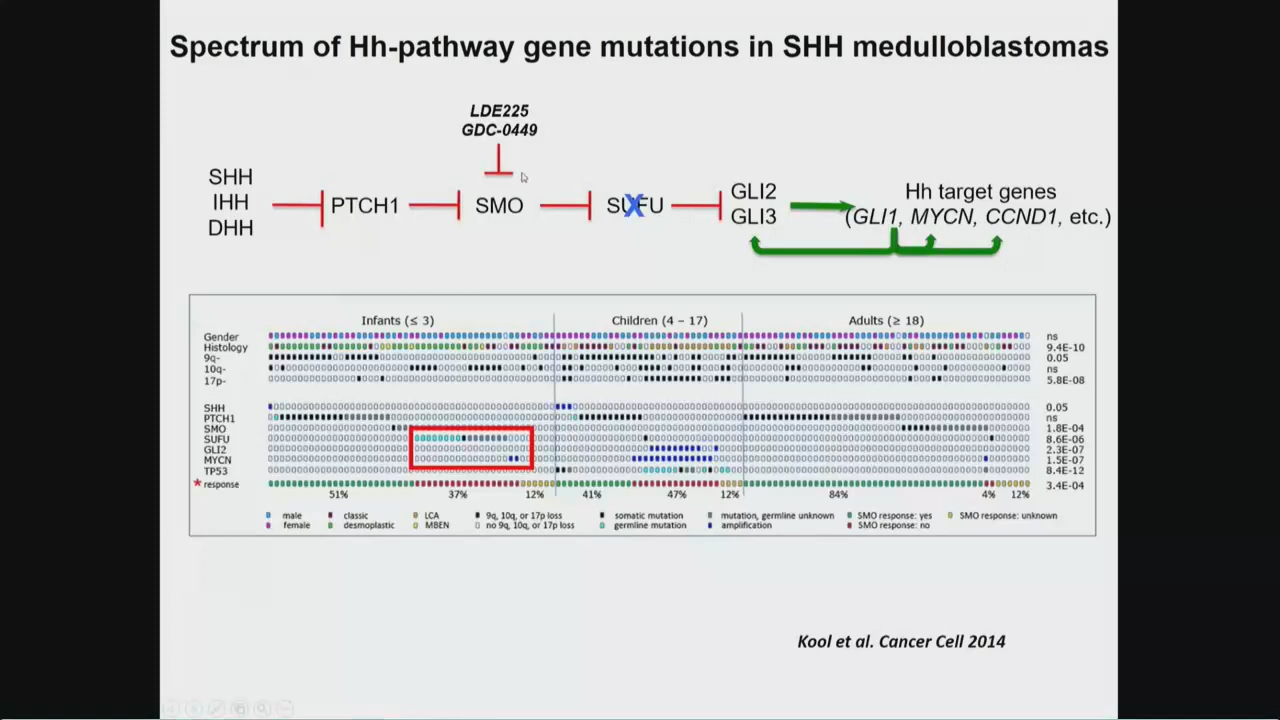 Spectrum of Hh-pathway gene mutations in SHH medulloblastomas
LDE225
GDC-0449
SHH
IHH
DHH
PTCH1
SMO
SUFU
X
GLI2
GLI3
Hh target genes
(GLI1, MYCN, CCND1, etc.)
Infants (≤ 3) Children (4 – 17) Adults (≥ 18)
Gender ns
Histology 9.4E-10
9q- 0.05
10q- ns
17p- 5.8E-08
SHH 0.05
PTCH1 ns
SMO 1.8E-04
SUFU 8.6E-06
GLI2 2.3E-07
MYCN 1.5E-07
TP53 8.4E-12
* response 3.4E-04
51% 37% 12% 41% 47% 12% 84% 4% 12%
male classic LCA 9q, 10q, or 17p loss somatic mutation mutation, germline unknown SMO response: yes SMO response: unknown
female desmoplastic MBEN no 9q, 10q, or 17p loss germline mutation amplification SMO response: no
Kool et al. Cancer Cell 2014